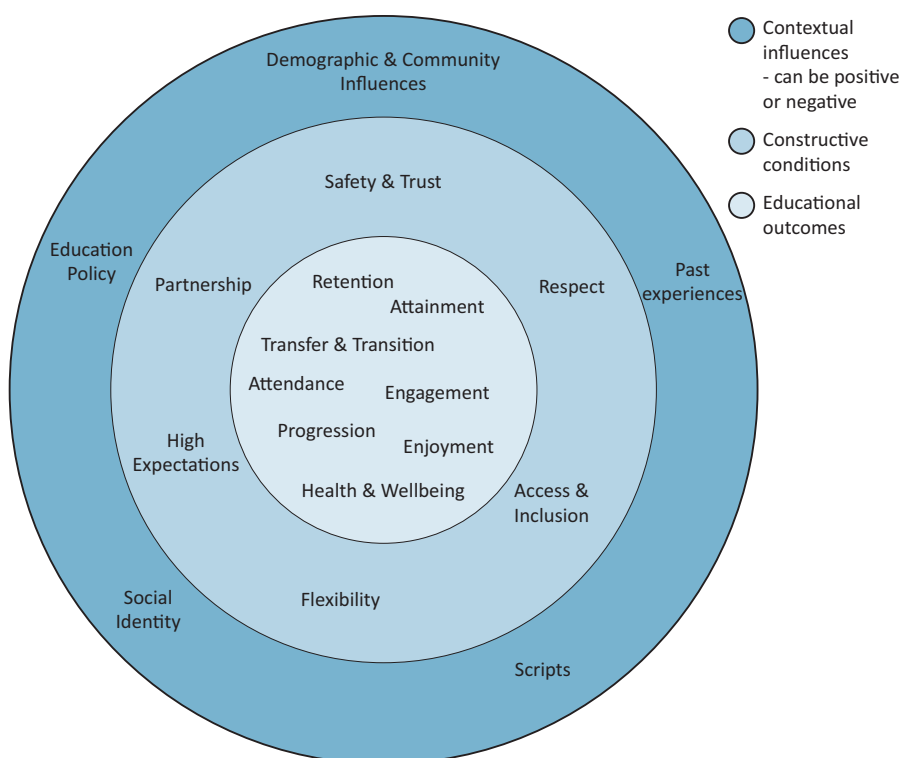 Demographic & Community
Influences
Contextual
influences
- can be positive
or negative
Constructive
conditions
Educational
outcomes
Safety & Trust
Education
Policy
Partnership
Respect
Past
experiences
Retention
Attainment
Transfer & Transition
Attendance
Engagement
Progression
Enjoyment
High
Expectations
Health & Wellbeing
Access &
Inclusion
Social
Identity
Flexibility
Scripts